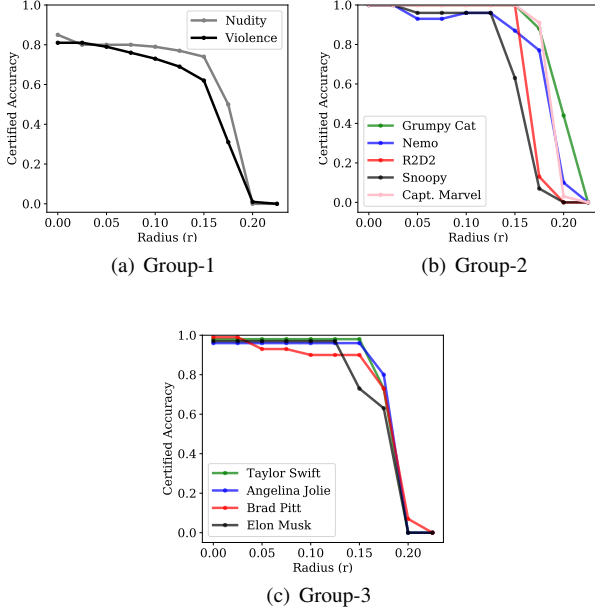 1.0
0.8
0.6
0.4
0.2
0.0
Certified Accuracy
Nudity
Violence
0.00 0.05 0.10 0.15 0.20
Radius (r)
(a) Group-1
1.0
0.8
0.6
0.4
0.2
0.0
Certified Accuracy
Grumpy Cat
Nemo
R2D2
Snoopy
Capt. Marvel
0.00 0.05 0.10 0.15 0.20
Radius (r)
(b) Group-2
1.0
0.8
0.6
0.4
0.2
0.0
Certified Accuracy
Taylor Swift
Angelina Jolie
Brad Pitt
Elon Musk
0.00 0.05 0.10 0.15 0.20
Radius (r)
(c) Group-3